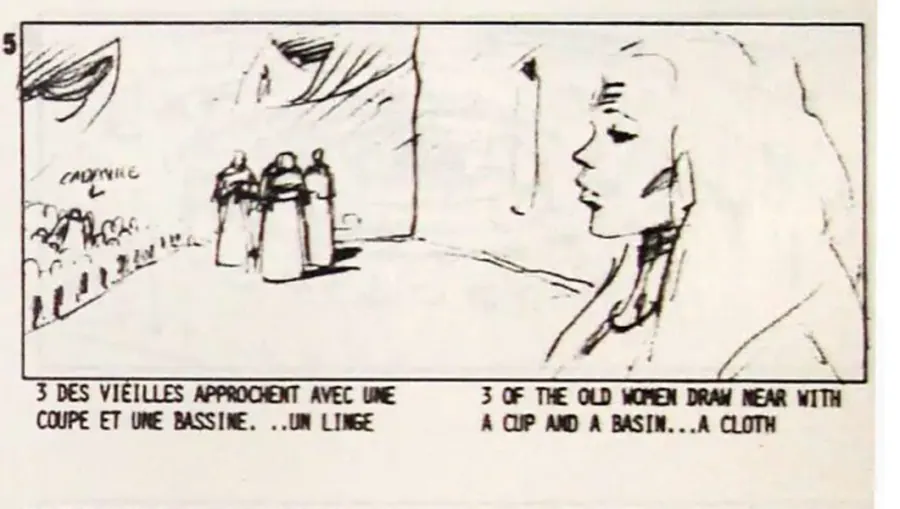 5
CADAVRE
3 DES VIEILLES APPROCHENT AVEC UNE
COUPE ET UNE BASSINE. ..UN LINGE
3 OF THE OLD WOMEN DRAW NEAR WITH
A CUP AND A BASIN...A CLOTH